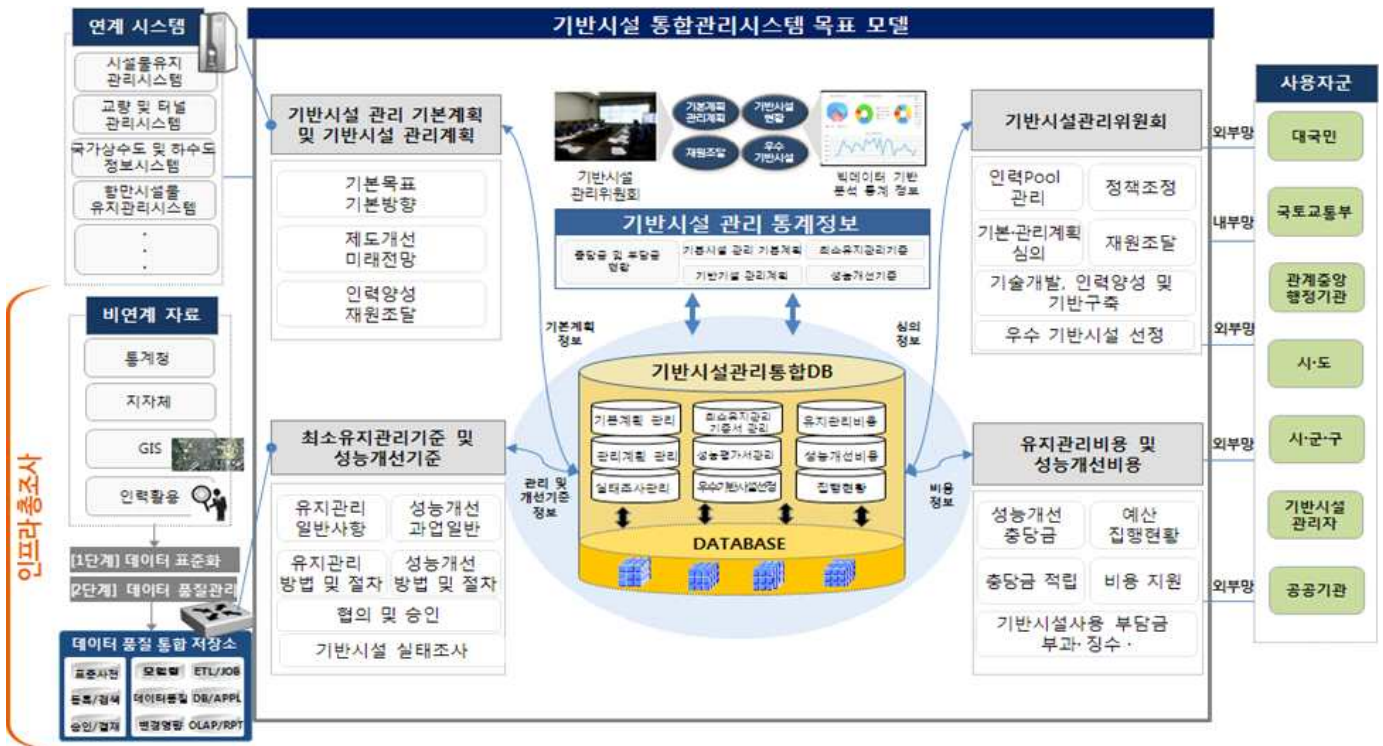 연계 시스템
시설물유지
관리시스템
교량 및 터널
관리시스템
국가상수도 및 하수도
정보시스템
항만시설물
유지관리시스템
.
.
.
인프라 총조사
비연계 자료
통계청
지자체
GIS
인력활용
[1단계] 데이터 표준화
[2단계] 데이터 품질관리
데이터 품질 통합 저장소
표준사전
모델링
ETL/JOB
등록/검색
데이터품질
DB/APPL
승인/결재
변경영향
OLAP/RPT
기반시설 통합관리시스템 목표 모델
기반시설 관리 기본계획
및 기반시설 관리계획
기본목표
기본방향
제도개선
미래전망
인력양성
재원조달
최소유지관리기준 및
성능개선기준
유지관리
일반사항
성능개선
과업일반
유지관리
방법 및 절차
성능개선
방법 및 절차
협의 및 승인
기반시설 실태조사
기반시설
관리위원회
기본계획
관리계획
기반시설
현황
재원조달
우수
기반시설
빅데이터 기반
분석 통계 정보
기반시설 관리 통계정보
충당금 및 부담금
현황
기본시설 관리 기본계획
최소유지관리기준
기반기설 관리계획
성능개선기준
기본계획
정보
심의
정보
관리 및
개선기준
정보
비용
정보
기반시설관리통합DB
기본계획 관리
최소유지관리
기준서 관리
유지관리비용
관리계획 관리
성능평가서관리
성능개선비용
실태조사관리
우수기반시설선정
집행현황
DATABASE
기반시설관리위원회
인력Pool
관리
정책조정
기본·관리계획
심의
재원조달
기술개발, 인력양성 및
기반구축
우수 기반시설 선정
유지관리비용 및
성능개선비용
성능개선
충당금
예산
집행현황
충당금 적립
비용 지원
기반시설사용 부담금
부과·징수 ·
외부망
내부망
외부망
외부망
외부망
사용자군
대국민
국토교통부
관계중앙
행정기관
시·도
시·군·구
기반시설
관리자
공공기관